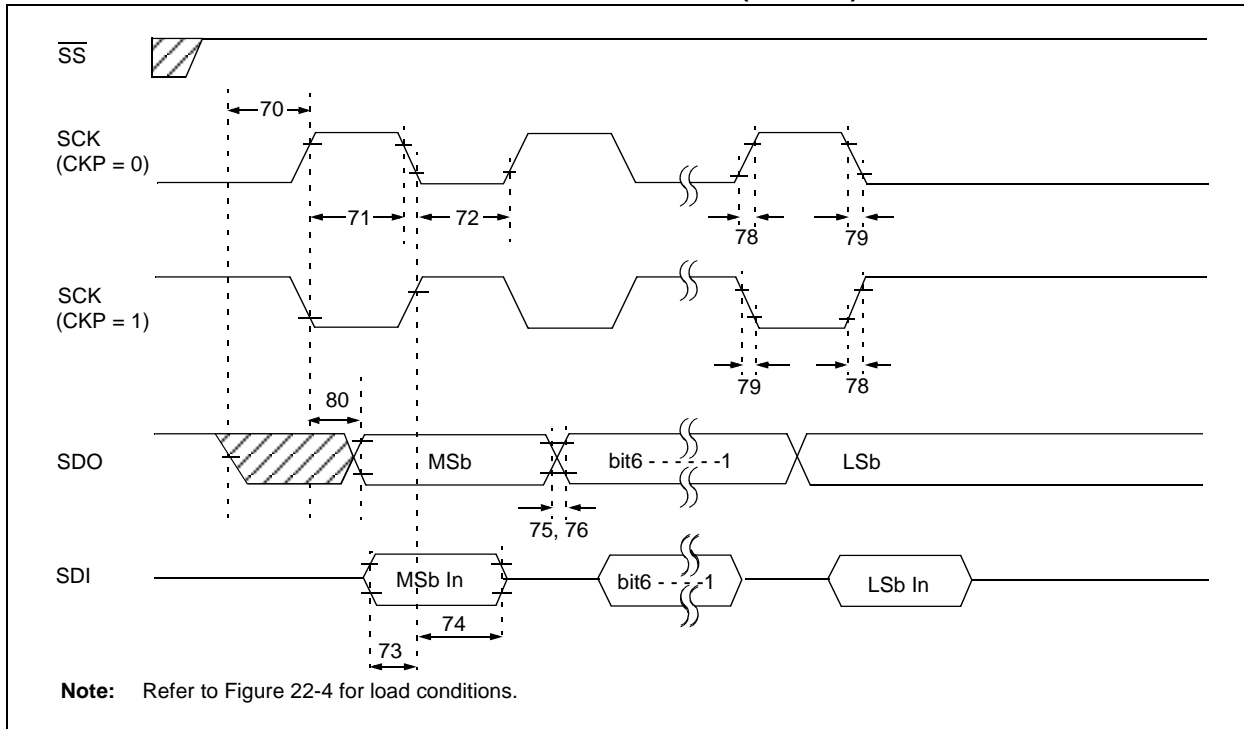 SS
70
SCK
(CKP = 0)
71
72
78
79
SCK
(CKP = 1)
79
78
80
SDO
MSb
bit6 - - - - - -1
LSb
75, 76
SDI
MSb In
bit6 - - - -1
LSb In
74
73
Note: Refer to Figure 22-4 for load conditions.